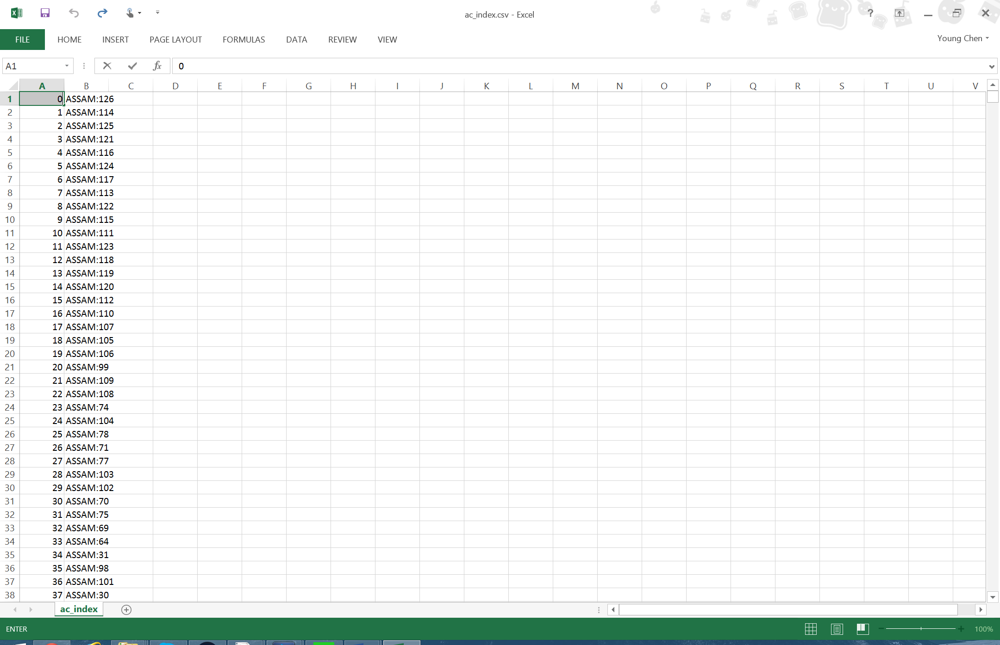 ac_index.csv - Excel
?
FILE HOME INSERT PAGE LAYOUT FORMULAS DATA REVIEW VIEW Young Chen
A1 fx 0
A B C D E F G H I J K L M N O P Q R S T U V
1 0 ASSAM:126
2 1 ASSAM:114
3 2 ASSAM:125
4 3 ASSAM:121
5 4 ASSAM:116
6 5 ASSAM:124
7 6 ASSAM:117
8 7 ASSAM:113
9 8 ASSAM:122
10 9 ASSAM:115
11 10 ASSAM:111
12 11 ASSAM:123
13 12 ASSAM:118
14 13 ASSAM:119
15 14 ASSAM:120
16 15 ASSAM:112
17 16 ASSAM:110
18 17 ASSAM:107
19 18 ASSAM:105
20 19 ASSAM:106
21 20 ASSAM:99
22 21 ASSAM:109
23 22 ASSAM:108
24 23 ASSAM:74
25 24 ASSAM:104
26 25 ASSAM:78
27 26 ASSAM:71
28 27 ASSAM:77
29 28 ASSAM:103
30 29 ASSAM:102
31 30 ASSAM:70
32 31 ASSAM:75
33 32 ASSAM:69
34 33 ASSAM:64
35 34 ASSAM:31
36 35 ASSAM:98
37 36 ASSAM:101
38 37 ASSAM:30
ac_index
ENTER 100%